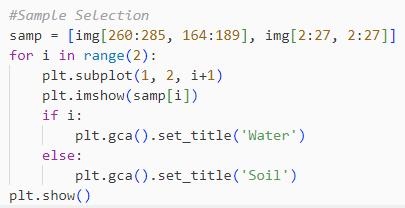 #Sample Selection
samp = [img[260:285, 164:189], img[2:27, 2:27]]
for i in range(2):
    plt.subplot(1, 2, i+1)
    plt.imshow(samp[i])
    if i:
        plt.gca().set_title('Water')
    else:
        plt.gca().set_title('Soil')
plt.show()